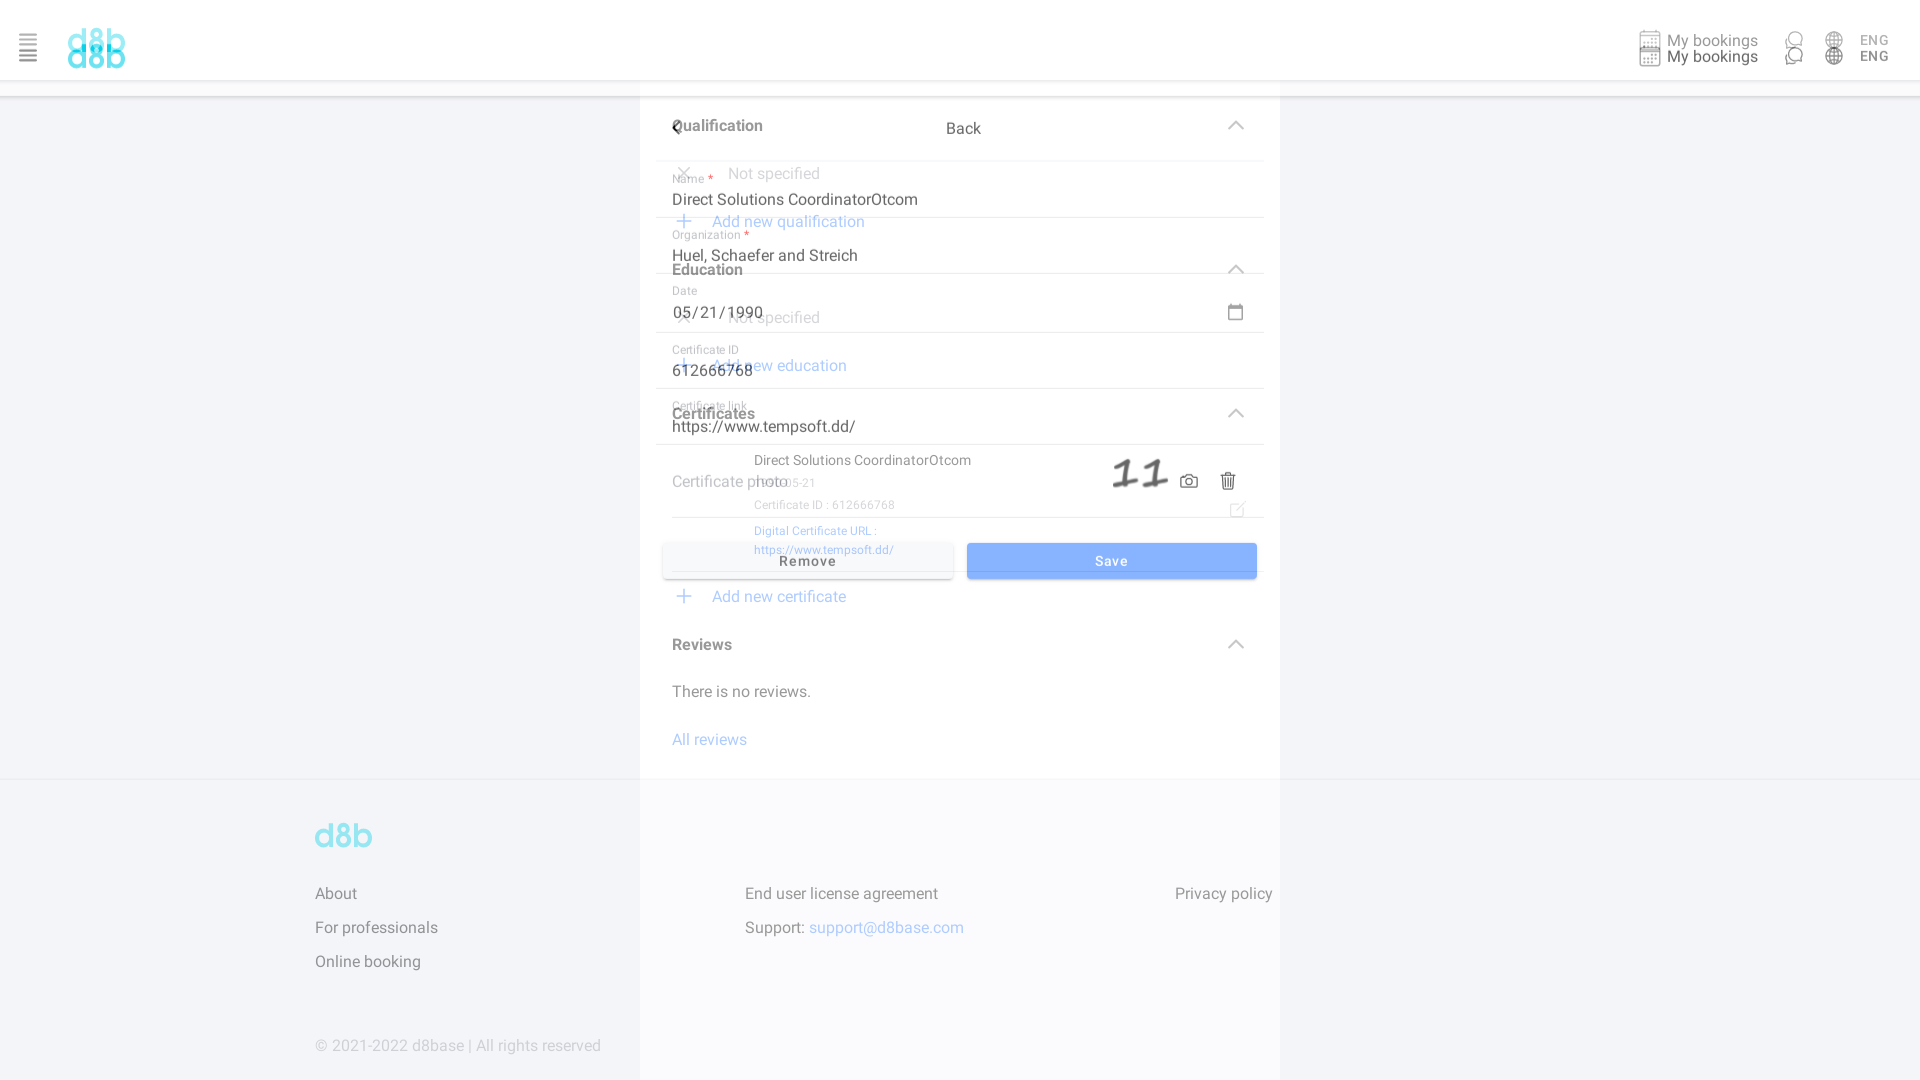 d8b
d8b
My bookings
ENG
My bookings
ENG
Qualification
Back
Not specified
Name *
Direct Solutions CoordinatorOtcom
Add new qualification
Organization *
Huel, Schaefer and Streich
Education
Date
05/21/1990
Not specified
Certificate ID
Add new education
612666768
Certificate link
Certificates
https://www.tempsoft.dd/
Direct Solutions CoordinatorOtcom
11
Certificate photo
1990-05-21
Certificate ID : 612666768
Digital Certificate URL :
https://www.tempsoft.dd/
Remove
Save
Add new certificate
Reviews
There is no reviews.
All reviews
d8b
About
End user license agreement
Privacy policy
For professionals
Support: support@d8base.com
Online booking
© 2021-2022 d8base | All rights reserved